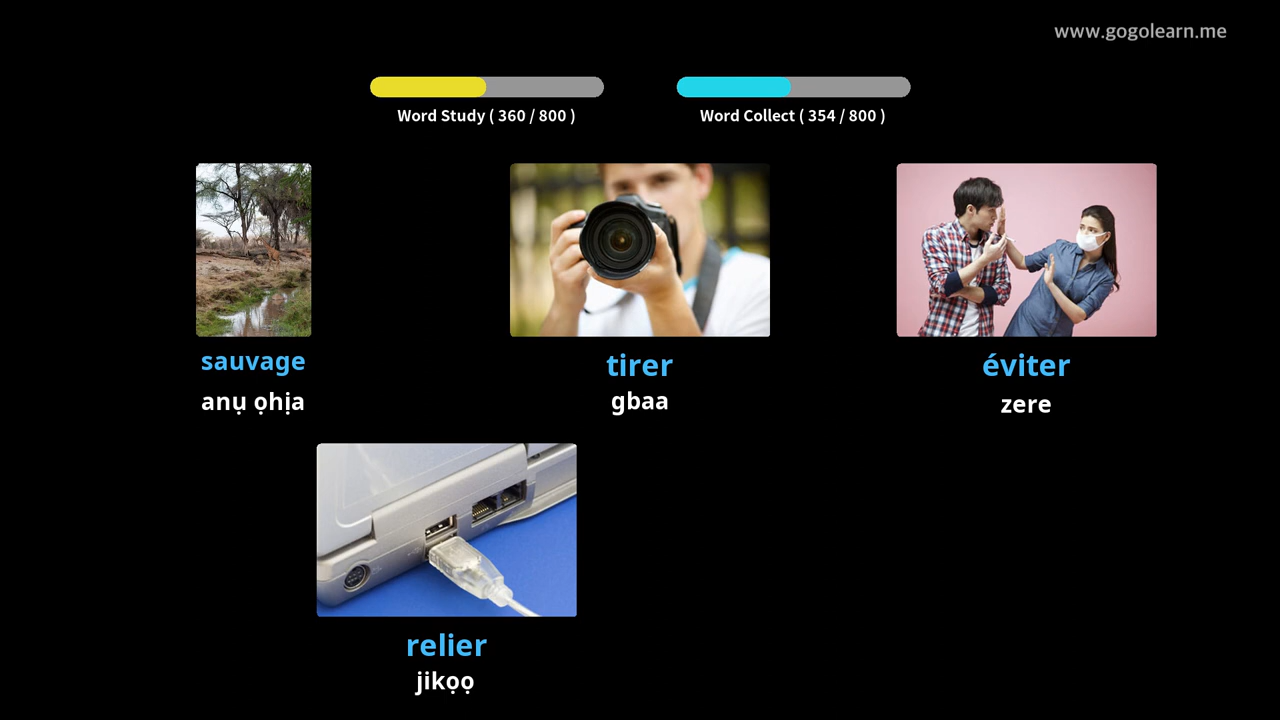 www.gogolearn.me
Word Study ( 360 / 800 )
Word Collect ( 354 / 800 )
sauvage
anụ ọhịa
tirer
gbaa
éviter
zere
relier
jikọọ